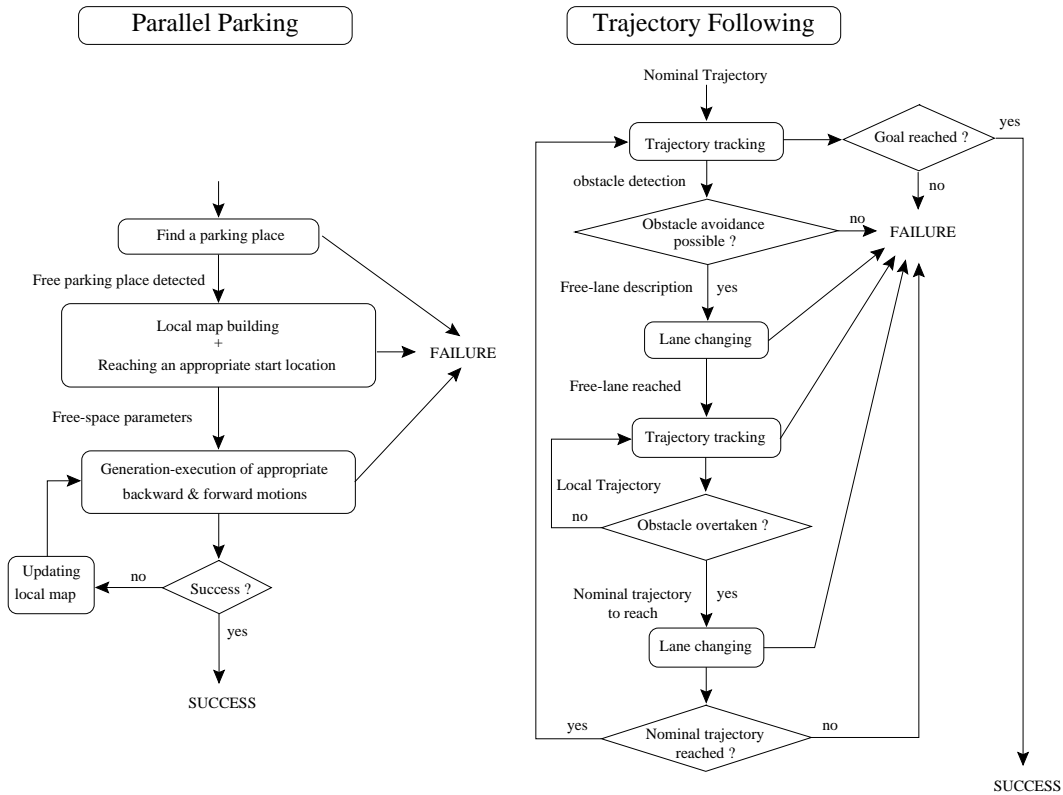 Parallel Parking
Find a parking place
Free parking place detected
Local map building
+
Reaching an appropriate start location
FAILURE
Free-space parameters
Generation-execution of appropriate
backward & forward motions
Updating
local map
no
Success ?
yes
SUCCESS
Trajectory Following
Nominal Trajectory
Trajectory tracking
Goal reached ?
yes
no
obstacle detection
Obstacle avoidance
possible ?
no
FAILURE
Free-lane description
yes
Lane changing
Free-lane reached
Trajectory tracking
Local Trajectory
no
Obstacle overtaken ?
Nominal trajectory
to reach
yes
Lane changing
yes
Nominal trajectory
reached ?
no
SUCCESS